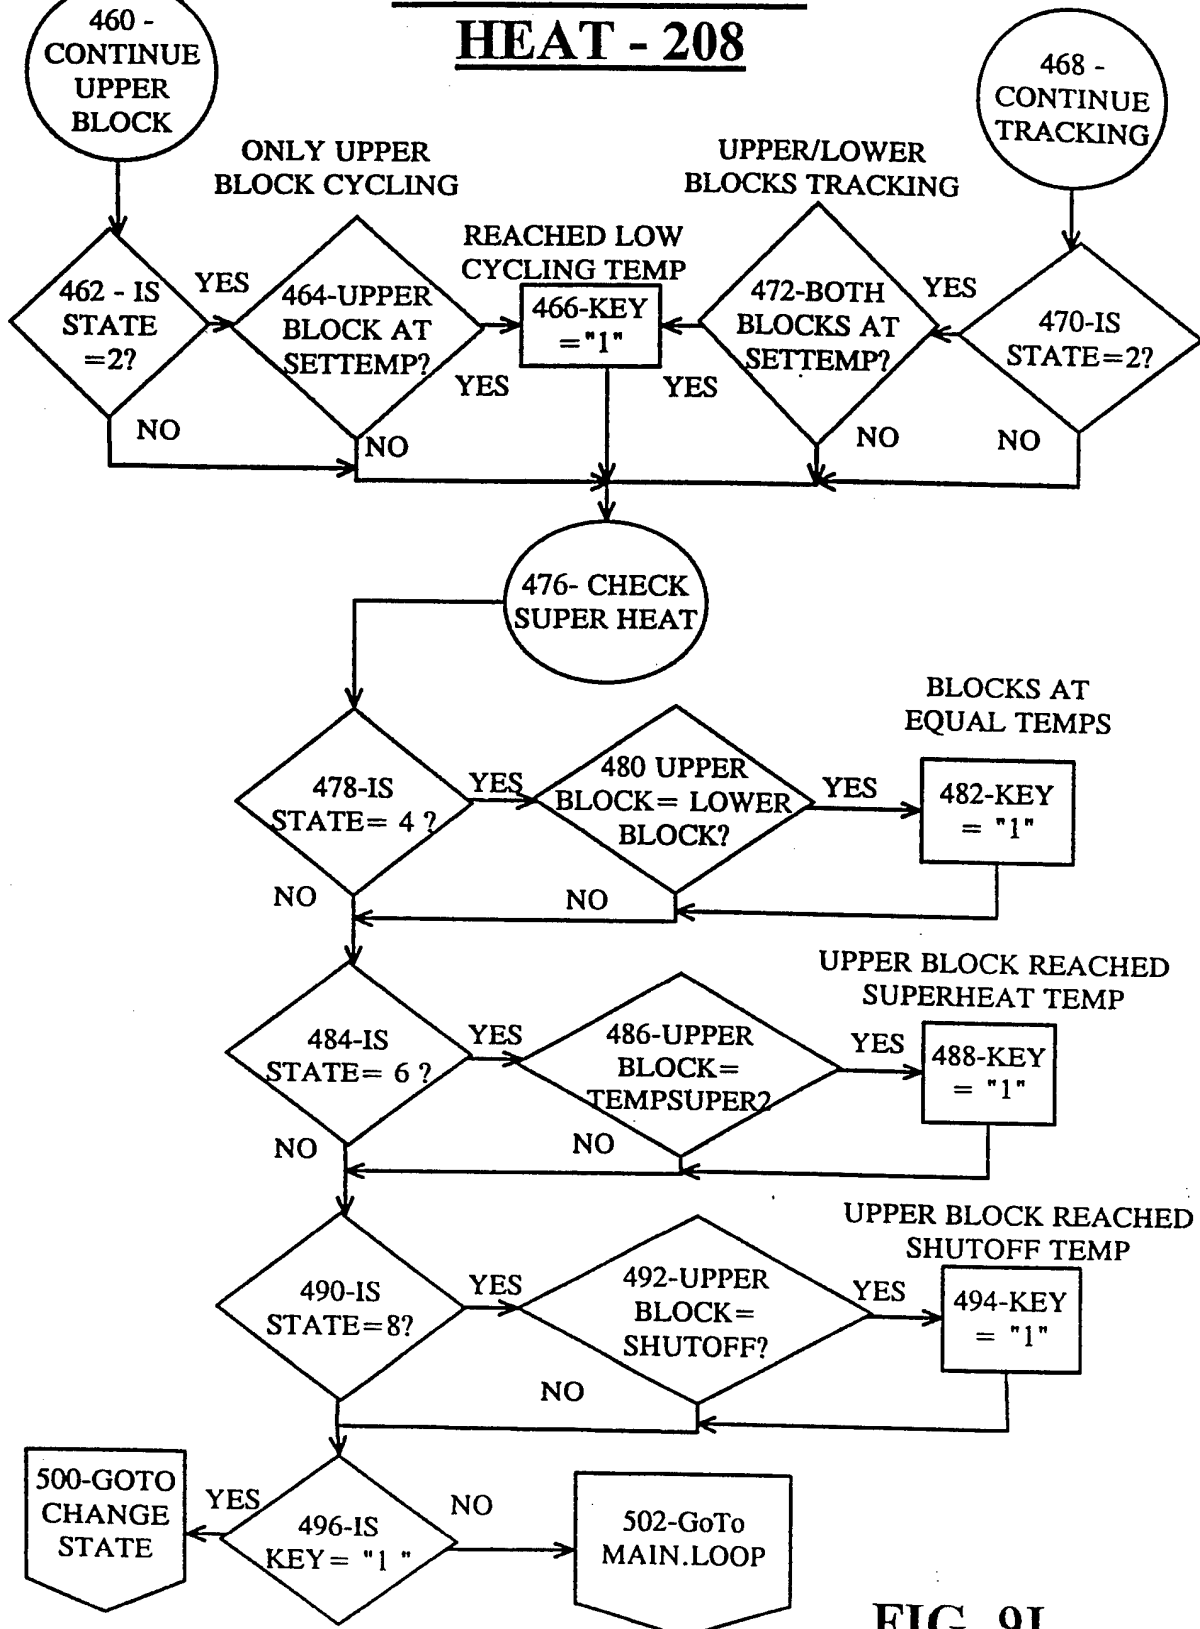 HEAT - 208
460 -
CONTINUE
UPPER
BLOCK
468 -
CONTINUE
TRACKING
ONLY UPPER
BLOCK CYCLING
UPPER/LOWER
BLOCKS TRACKING
REACHED LOW
CYCLING TEMP
462 - IS
STATE
=2?
YES
464-UPPER
BLOCK AT
SETTEMP?
YES
466-KEY
="1"
YES
472-BOTH
BLOCKS AT
SETTEMP?
YES
470-IS
STATE=2?
NO
NO
NO
NO
476- CHECK
SUPER HEAT
BLOCKS AT
EQUAL TEMPS
478-IS
STATE= 4 ?
YES
480 UPPER
BLOCK= LOWER
BLOCK?
YES
482-KEY
= "1"
NO
NO
UPPER BLOCK REACHED
SUPERHEAT TEMP
484-IS
STATE= 6 ?
YES
486-UPPER
BLOCK=
TEMPSUPER?
YES
488-KEY
= "1"
NO
NO
UPPER BLOCK REACHED
SHUTOFF TEMP
490-IS
STATE=8?
YES
492-UPPER
BLOCK=
SHUTOFF?
YES
494-KEY
= "1"
NO
500-GOTO
CHANGE
STATE
YES
496-IS
KEY= "1 "
NO
502-GoTo
MAIN.LOOP
FIG. 9I